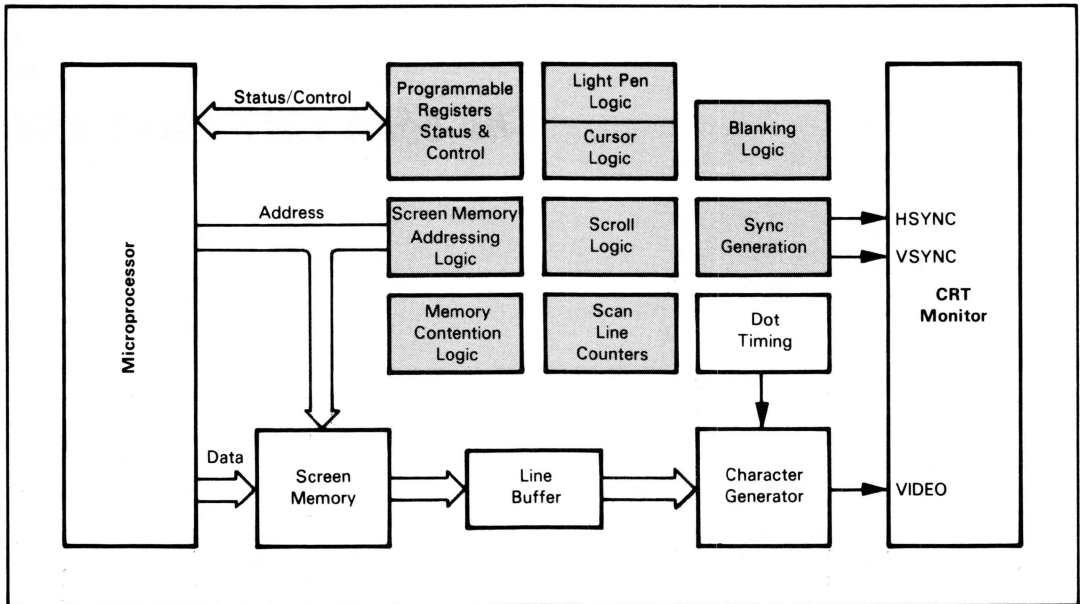 Microprocessor
Status/Control
Programmable
Registers
Status &
Control
Light Pen
Logic
Cursor
Logic
Blanking
Logic
Address
Screen Memory
Addressing
Logic
Scroll
Logic
Sync
Generation
HSYNC
VSYNC
CRT
Monitor
Memory
Contention
Logic
Scan
Line
Counters
Dot
Timing
Data
Screen
Memory
Line
Buffer
Character
Generator
VIDEO